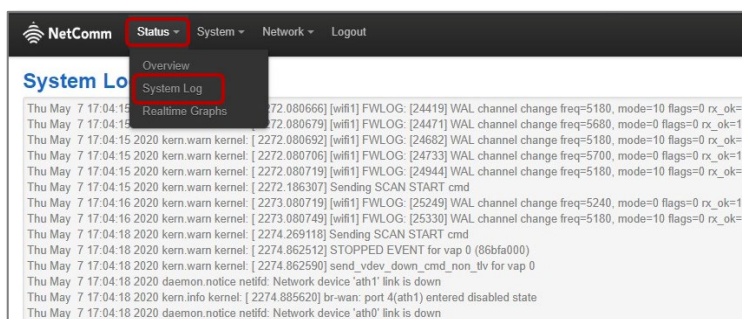 NetComm Status System Network Logout
Overview
System Log
Realtime Graphs
System Lo
Thu May 7 17:04:15 272.080666] [wifi1] FWLOG: [24419] WAL channel change freq=5180, mode=10 flags=0 rx_ok=
Thu May 7 17:04:15 272.080679] [wifi1] FWLOG: [24471] WAL channel change freq=5680, mode=0 flags=0 rx_ok=1
Thu May 7 17:04:15 2020 kern.warn kernel: [ 2272.080692] [wifi1] FWLOG: [24682] WAL channel change freq=5180, mode=10 flags=0 rx_ok=
Thu May 7 17:04:15 2020 kern.warn kernel: [ 2272.080706] [wifi1] FWLOG: [24733] WAL channel change freq=5700, mode=0 flags=0 rx_ok=1
Thu May 7 17:04:15 2020 kern.warn kernel: [ 2272.080719] [wifi1] FWLOG: [24944] WAL channel change freq=5180, mode=10 flags=0 rx_ok=
Thu May 7 17:04:15 2020 kern.warn kernel: [ 2272.186307] Sending SCAN START cmd
Thu May 7 17:04:16 2020 kern.warn kernel: [ 2273.080719] [wifi1] FWLOG: [25249] WAL channel change freq=5240, mode=0 flags=0 rx_ok=1
Thu May 7 17:04:16 2020 kern.warn kernel: [ 2273.080749] [wifi1] FWLOG: [25330] WAL channel change freq=5180, mode=10 flags=0 rx_ok=
Thu May 7 17:04:18 2020 kern.warn kernel: [ 2274.269118] Sending SCAN START cmd
Thu May 7 17:04:18 2020 kern.warn kernel: [ 2274.862512] STOPPED EVENT for vap 0 (86bfa000)
Thu May 7 17:04:18 2020 kern.warn kernel: [ 2274.862590] send_vdev_down_cmd_non_tlv for vap 0
Thu May 7 17:04:18 2020 daemon.notice netifd: Network device 'ath1' link is down
Thu May 7 17:04:18 2020 kern.info kernel: [ 2274.885620] br-wan: port 4(ath1) entered disabled state
Thu May 7 17:04:18 2020 daemon.notice netifd: Network device 'ath0' link is down